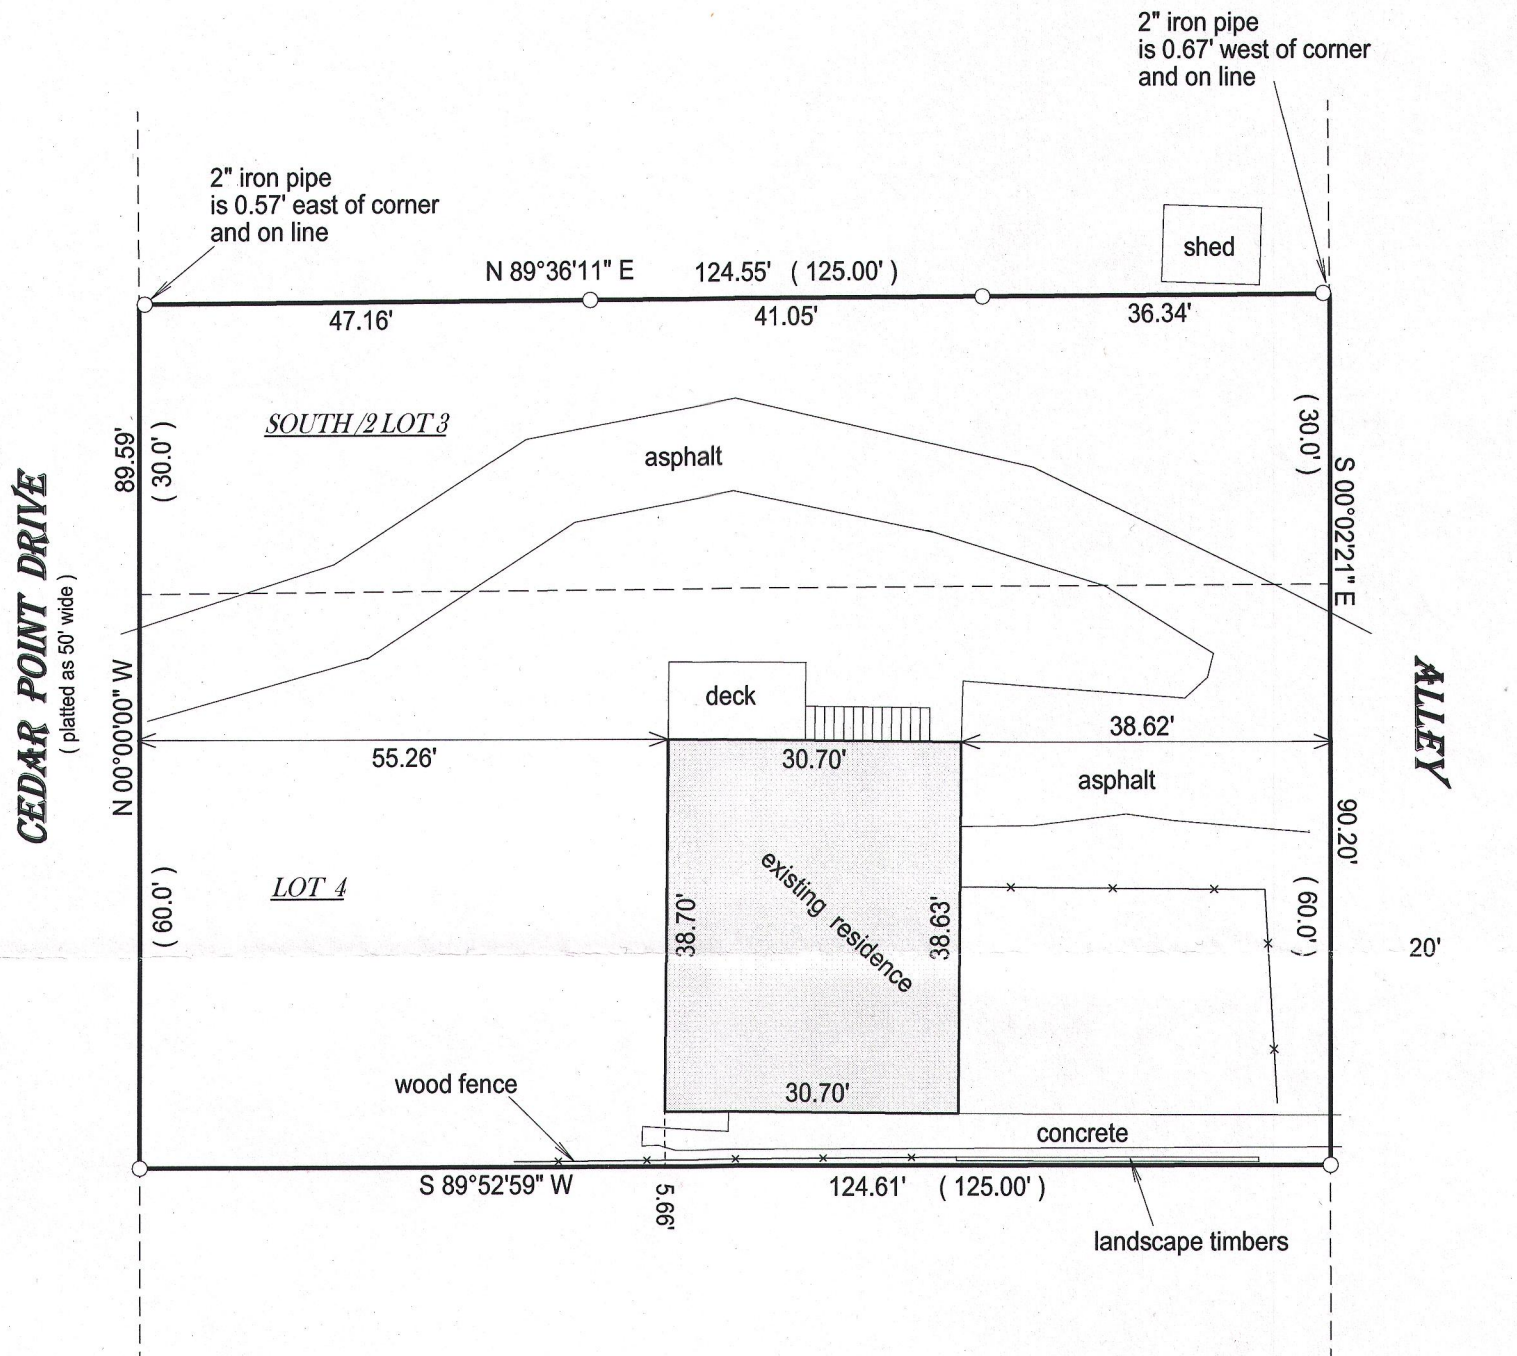 2" iron pipe
is 0.67' west of corner
and on line
2" iron pipe
is 0.57' east of corner
and on line
shed
N 89°36'11" E 124.55' ( 125.00' )
47.16'
41.05'
36.34'
SOUTH /2 LOT 3
asphalt
( 30.0' )
89.59'
( 30.0' )
S 00°02'21" E
CEDAR POINT DRIVE
( platted as 50' wide )
N 00°00'00" W
deck
ALLEY
38.62'
55.26'
30.70'
asphalt
90.20'
LOT 4
( 60.0' )
existing residence
38.70'
38.63'
( 60.0' )
20'
wood fence
30.70'
concrete
S 89°52'59" W
124.61' ( 125.00' )
5.66'
landscape timbers